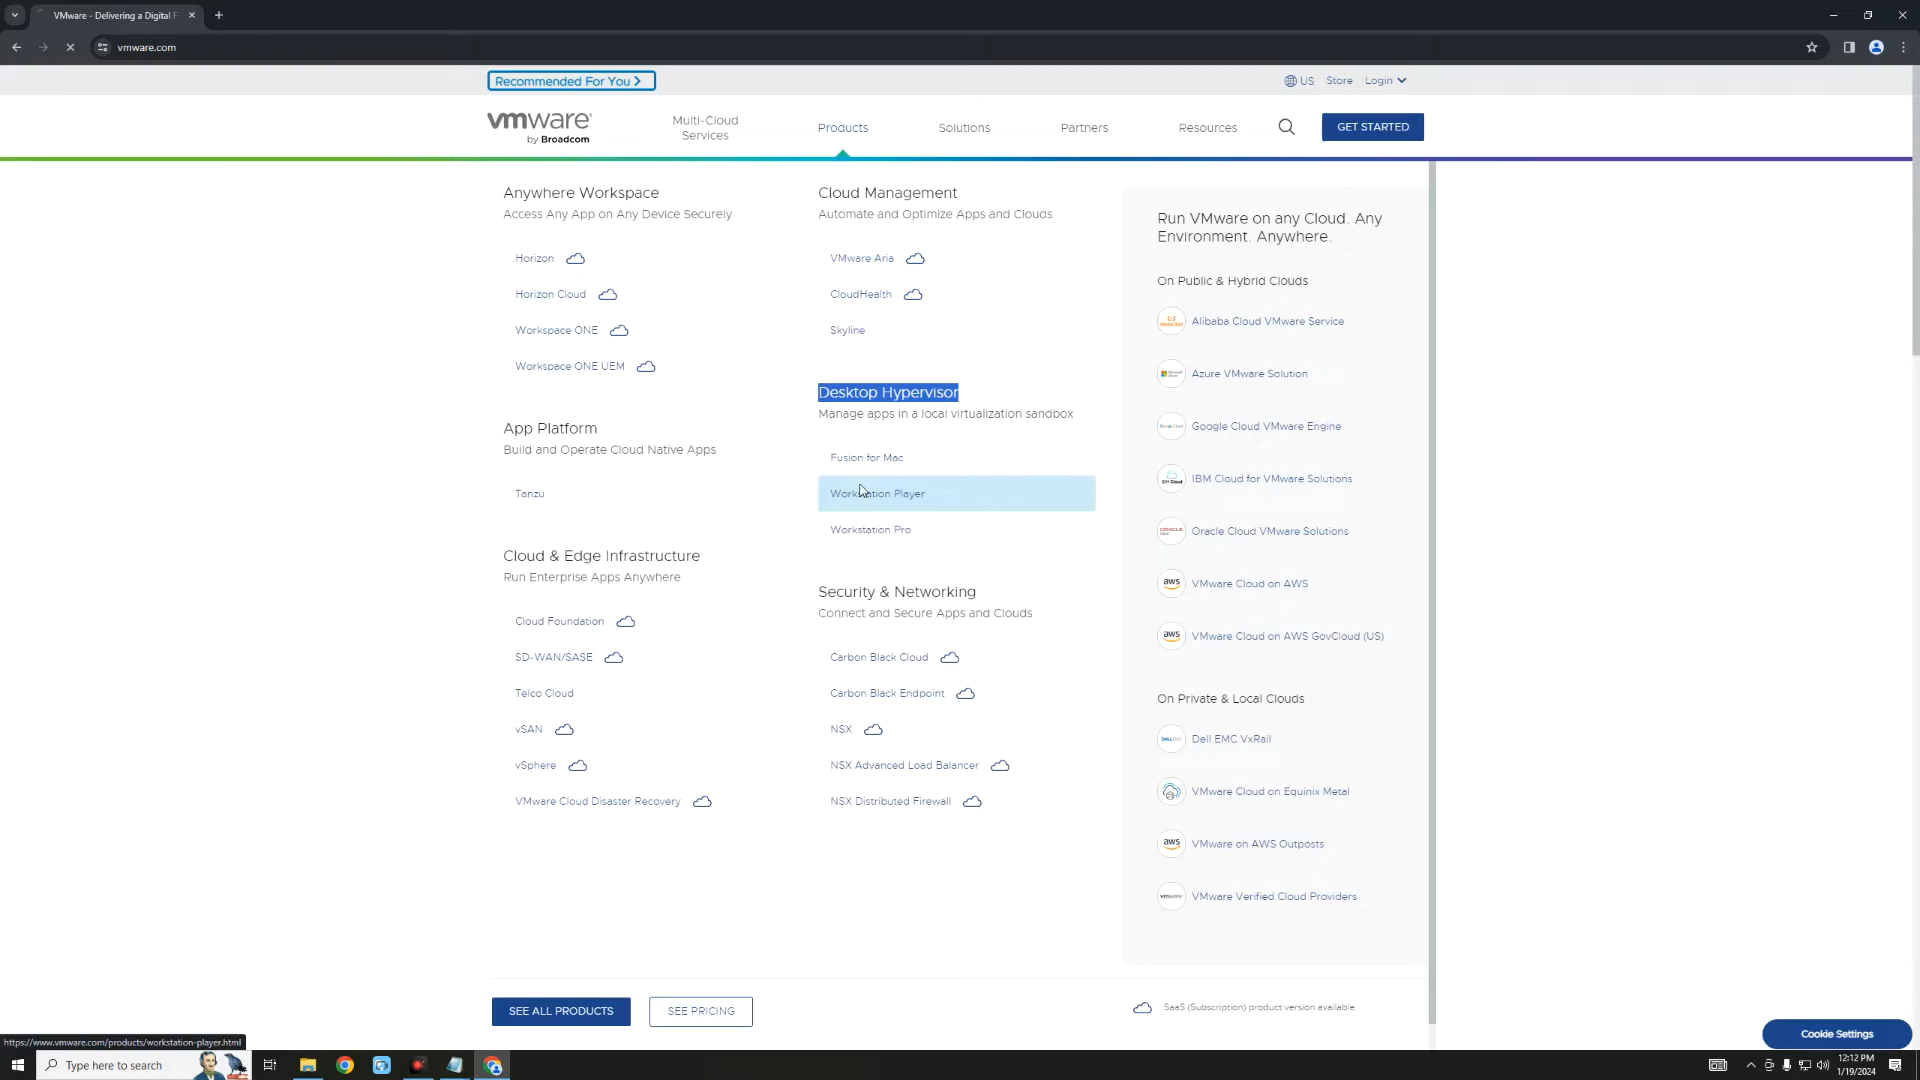 VMware - Delivering a Digital F
vmware.com
Recommended For You
US
Store
Login
vmware
by Broadcom
Multi-Cloud
Services
Products
Solutions
Partners
Resources
GET STARTED
Anywhere Workspace
Access Any App on Any Device Securely
Horizon
Horizon Cloud
Workspace ONE
Workspace ONE UEM
App Platform
Build and Operate Cloud Native Apps
Tanzu
Cloud & Edge Infrastructure
Run Enterprise Apps Anywhere
Cloud Foundation
SD-WAN/SASE
Telco Cloud
vSAN
vSphere
VMware Cloud Disaster Recovery
Cloud Management
Automate and Optimize Apps and Clouds
VMware Aria
CloudHealth
Skyline
Desktop Hypervisor
Manage apps in a local virtualization sandbox
Fusion for Mac
Workstation Player
Workstation Pro
Security & Networking
Connect and Secure Apps and Clouds
Carbon Black Cloud
Carbon Black Endpoint
NSX
NSX Advanced Load Balancer
NSX Distributed Firewall
Run VMware on any Cloud. Any
Environment. Anywhere.
On Public & Hybrid Clouds
Alibaba Cloud VMware Service
Azure VMware Solution
Google Cloud VMware Engine
IBM Cloud for VMware Solutions
Oracle Cloud VMware Solutions
aws VMware Cloud on AWS
aws VMware Cloud on AWS GovCloud (US)
On Private & Local Clouds
Dell EMC VxRail
VMware Cloud on Equinix Metal
aws VMware on AWS Outposts
VMware Verified Cloud Providers
SEE ALL PRODUCTS
SEE PRICING
SaaS (Subscription) product version available
Cookie Settings
https://www.vmware.com/products/workstation-player.html
Type here to search
12:12 PM
1/19/2024